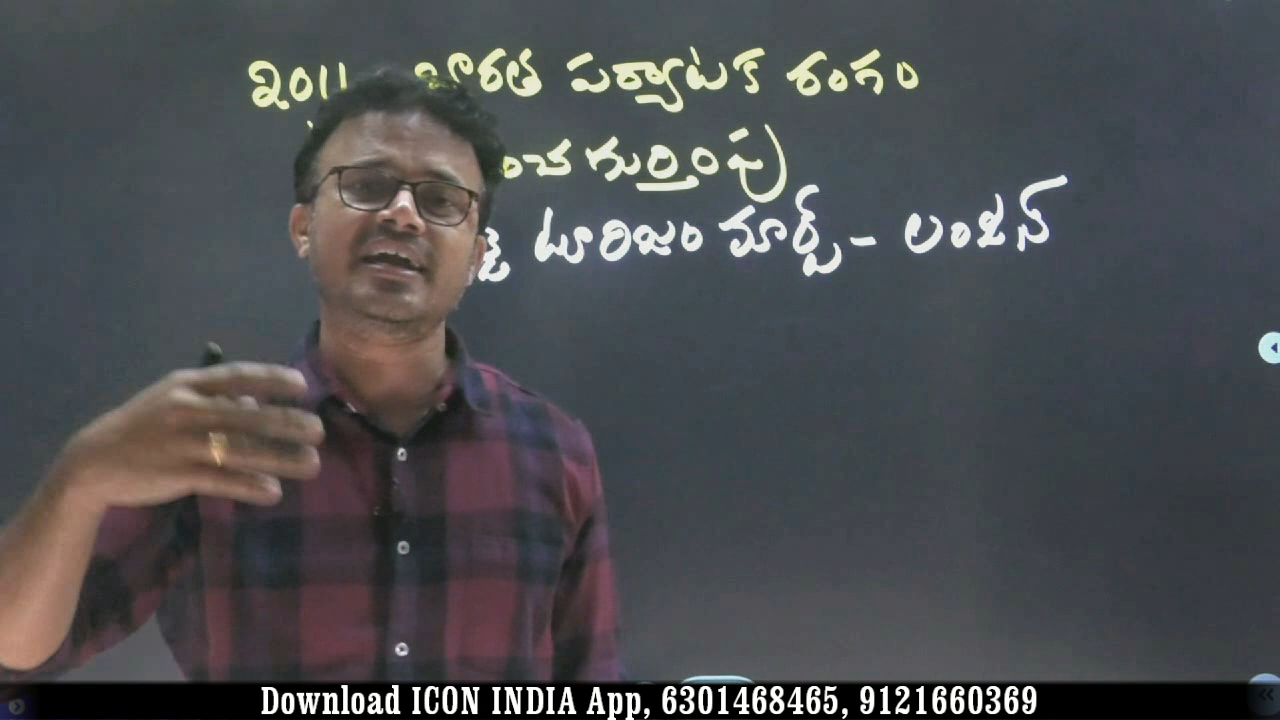 2011 భారత పర్యాటక రంగం
గుర్తింపు
టూరిజం మార్ట్ - లండన్
Download ICON INDIA App, 6301468465, 9121660369